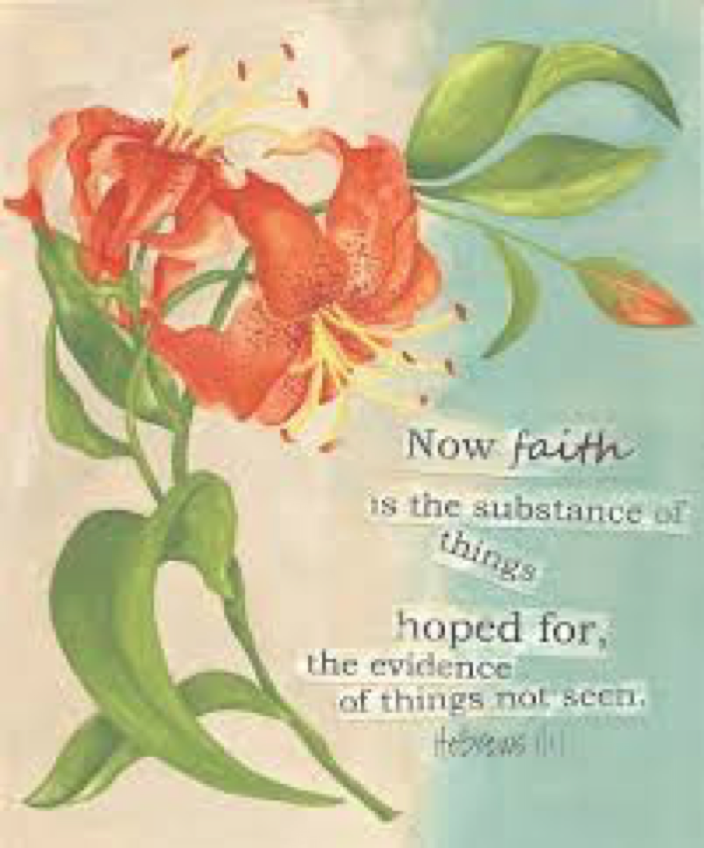 Now faith
is the substance of
things
hoped for,
the evidence
of things not seen.
Hebrews 11:1